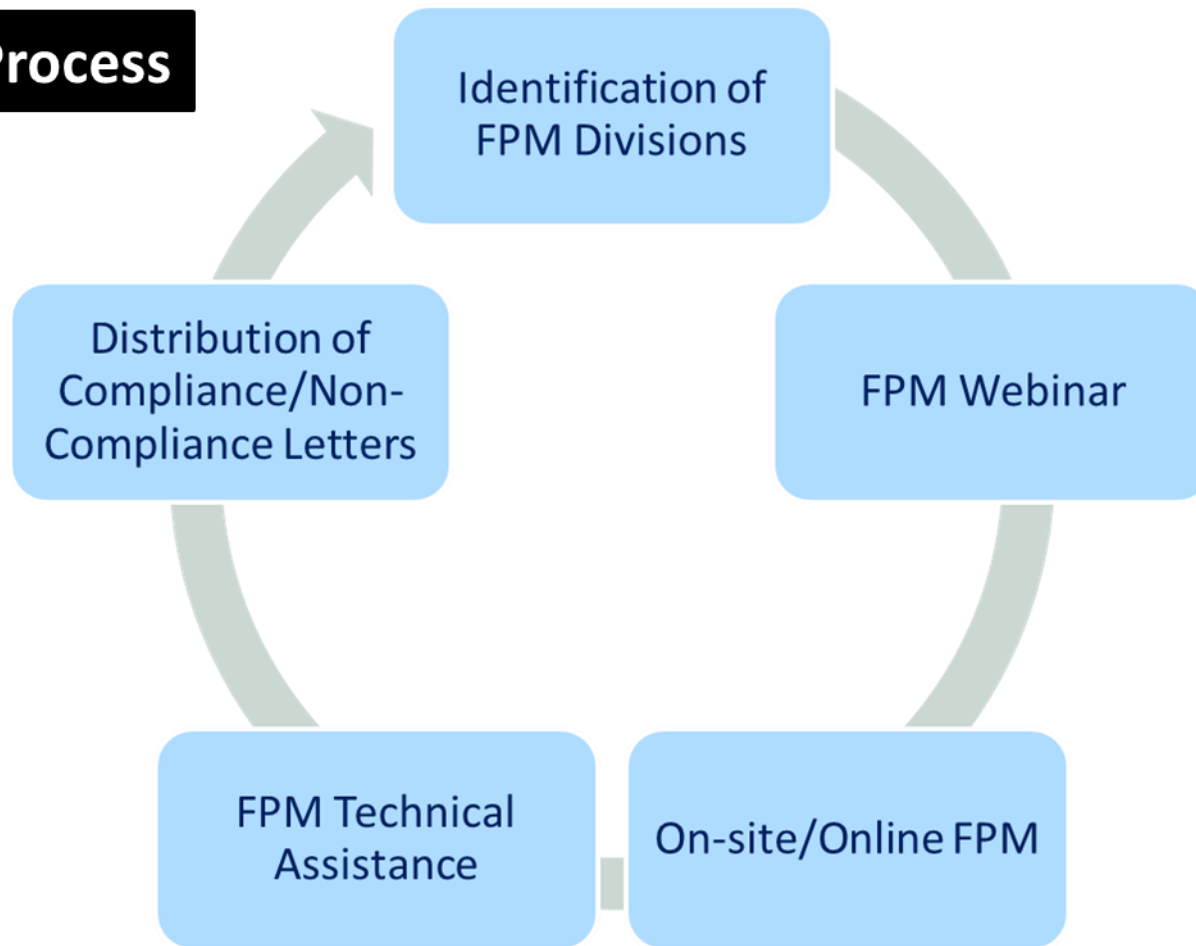 Process
Identification of
FPM Divisions
FPM Webinar
On-site/Online FPM
FPM Technical
Assistance
Distribution of
Compliance/Non-
Compliance Letters